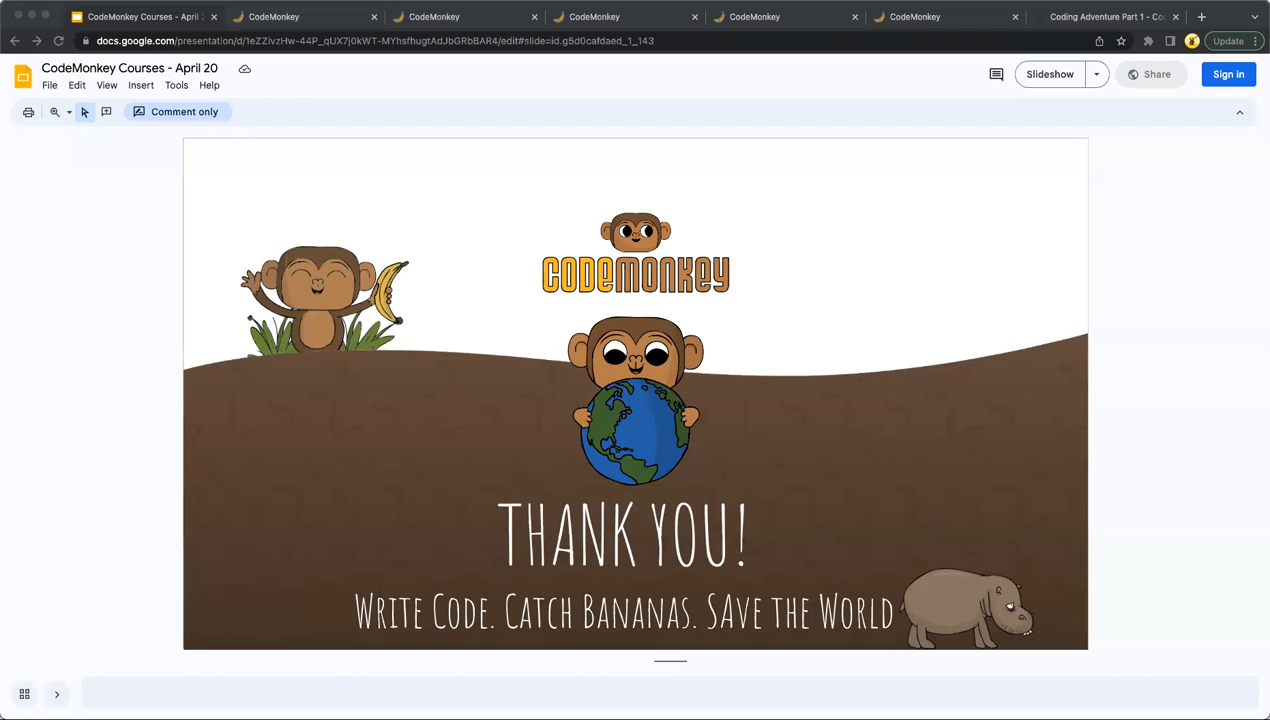 CodeMonkey Courses - April 2
CodeMonkey
CodeMonkey
CodeMonkey
CodeMonkey
CodeMonkey
Coding Adventure Part 1 - Co
docs.google.com/presentation/d/1eZZivzHw-44P_qUX7j0kWT-MYhsfhugtAdJbGRbBAR4/edit#slide=id.g5d0cafdaed_1_143
Update
CodeMonkey Courses - April 20
File Edit View Insert Tools Help
Slideshow
Share
Sign in
Comment only
CODEMONKEY
THANK YOU!
WRITE CODE. CATCH BANANAS. SAVE THE WORLD